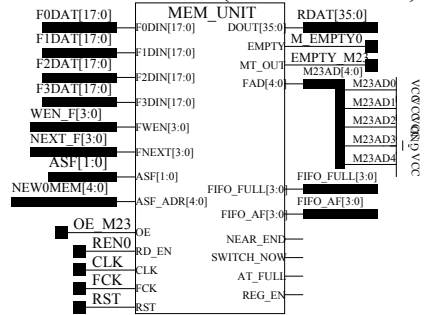 MEM_UNIT
F0DAT[17:0]
F0DIN[17:0]
F1DAT[17:0]
F1DIN[17:0]
F2DAT[17:0]
F2DIN[17:0]
F3DAT[17:0]
F3DIN[17:0]
WEN_F[3:0]
FWEN[3:0]
NEXT_F[3:0]
FNEXT[3:0]
ASF[1:0]
ASF[1:0]
NEW0MEM[4:0]
ASF_ADR[4:0]
OE_M23
OE
REN0
RD_EN
CLK
CLK
FCK
FCK
RST
RST
RDAT[35:0]
DOUT[35:0]
M_EMPTY0
EMPTY
EMPTY_M23
MT_OUT
M23AD[4:0]
FAD[4:0]
M23AD0
M23AD1
M23AD2
M23AD3
M23AD4
VCC
VCC
FIFO_FULL[3:0]
FIFO_FULL[3:0]
FIFO_AF[3:0]
FIFO_AF[3:0]
NEAR_END
SWITCH_NOW
AT_FULL
REG_EN